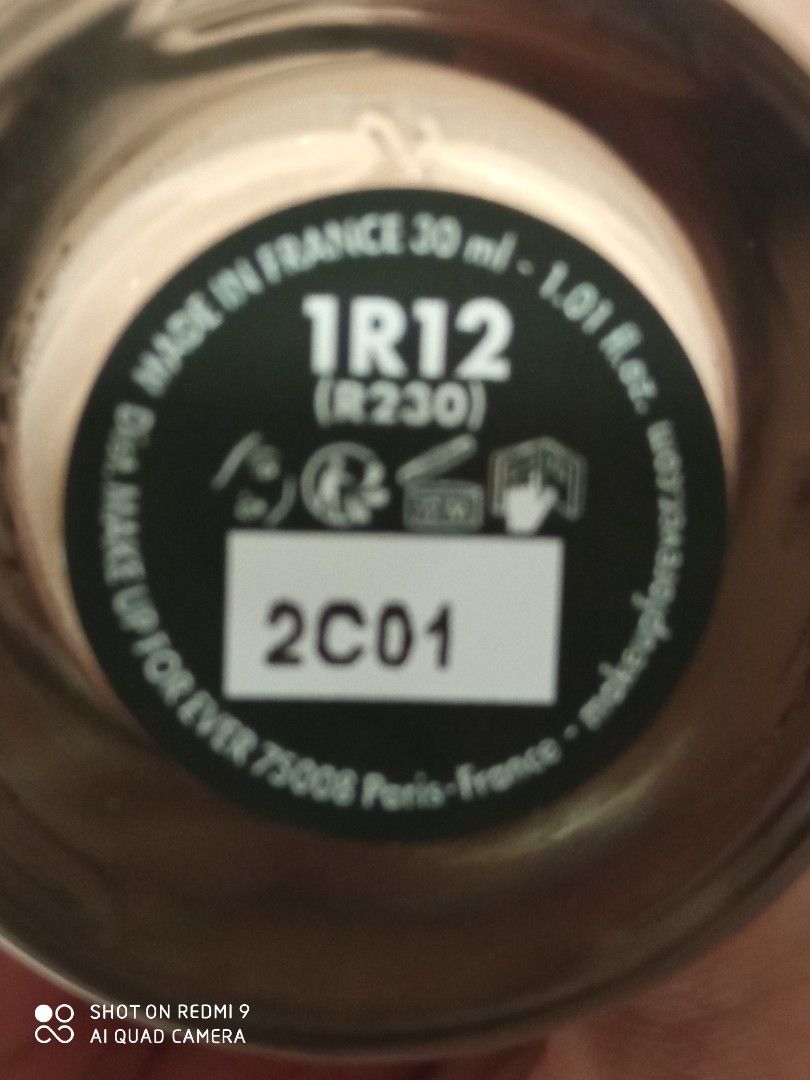 MADE IN FRANCE 30 ml - 1.01 fl.oz.
1R12
(R230)
2C01
Dist. MAKE UP FOR EVER 75008 Paris-France - makeupforever.com
SHOT ON REDMI 9
AI QUAD CAMERA